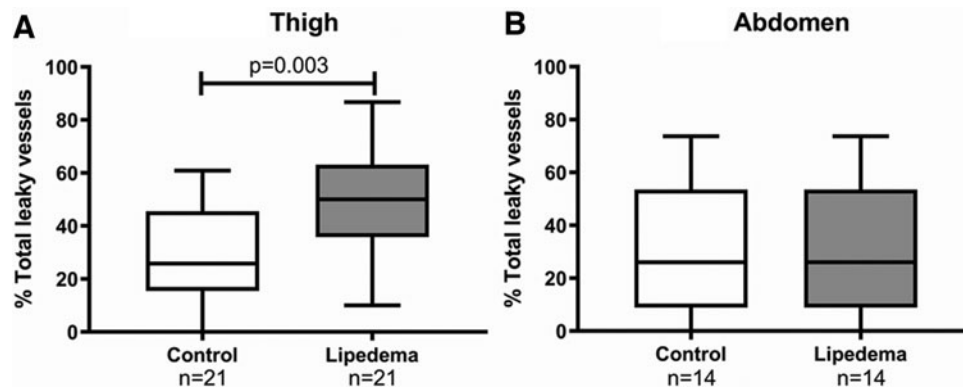 A
Thigh
p=0.003
% Total leaky vessels
100
80
60
40
20
0
Control
Lipedema
n=21
n=21
B
Abdomen
% Total leaky vessels
100
80
60
40
20
0
Control
Lipedema
n=14
n=14